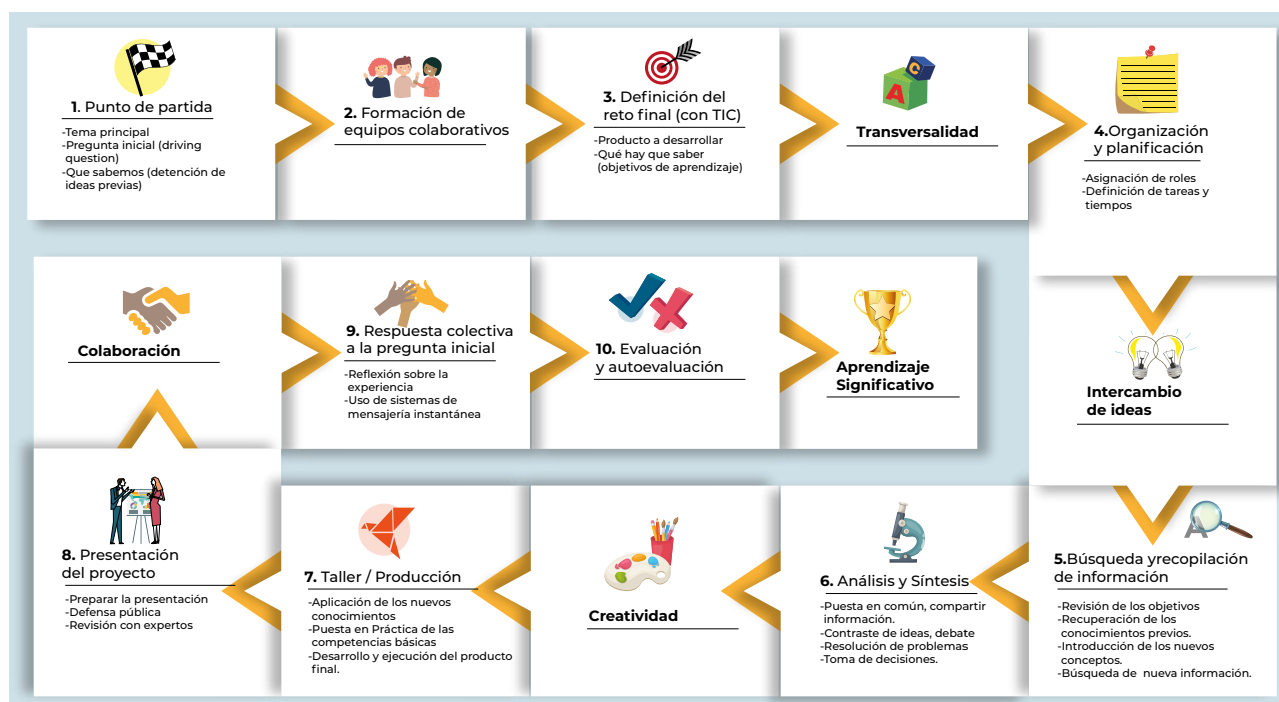 1. Punto de partida
-Tema principal
-Pregunta inicial (driving
question)
-Que sabemos (detención de
ideas previas)
2. Formación de
equipos colaborativos
3. Definición del
reto final (con TIC)
-Producto a desarrollar
-Qué hay que saber
(objetivos de aprendizaje)
A C
Transversalidad
4.Organización
y planificación
-Asignación de roles
-Definición de tareas y
tiempos
Intercambio
de ideas
A
5.Búsqueda yrecopilación
de información
-Revisión de los objetivos
-Recuperación de los
conocimientos previos.
-Introducción de los nuevos
conceptos.
-Búsqueda de nueva información.
6. Análisis y Síntesis
-Puesta en común, compartir
información.
-Contraste de ideas, debate
-Resolución de problemas
-Toma de decisiones.
Creatividad
7. Taller / Producción
-Aplicación de los nuevos
conocimientos
-Puesta en Práctica de las
competencias básicas
-Desarrollo y ejecución del producto
final.
8. Presentación
del proyecto
-Preparar la presentación
-Defensa pública
-Revisión con expertos
Colaboración
9. Respuesta colectiva
a la pregunta inicial
-Reflexión sobre la
experiencia
-Uso de sistemas de
mensajería instantánea
10. Evaluación
y autoevaluación
Aprendizaje
Significativo